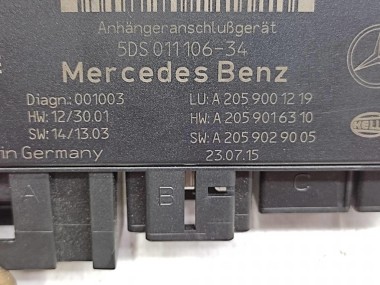 Anhängeranschlußgerät
5DS 011 106-34
Mercedes Benz
Diagn: 001003 LU: A 205 900 12 19
HW: 12/30.01 HW: A 205 901 63 10
SW: 14/13.03 SW: A 205 902 90 05
in Germany 23.07.15
HELLA
A B C